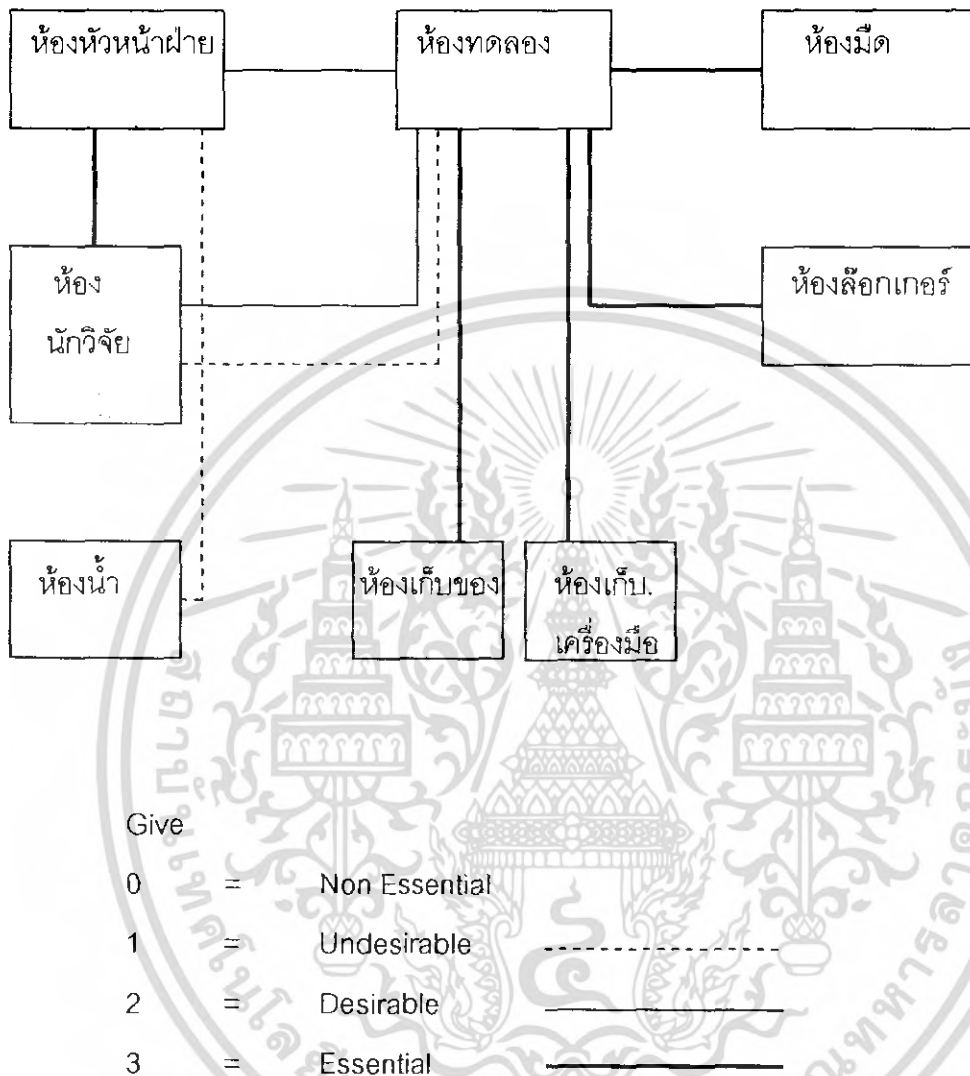 ห้องหัวหน้าฝ่าย
ห้องทดลอง
ห้องมืด
ห้อง
นักวิจัย
ห้องล๊อกเกอร์
ห้องน้ำ
ห้องเก็บของ
ห้องเก็บ.
เครื่องมือ
Give
0 = Non Essential
1 = Undesirable
2 = Desirable
3 = Essential